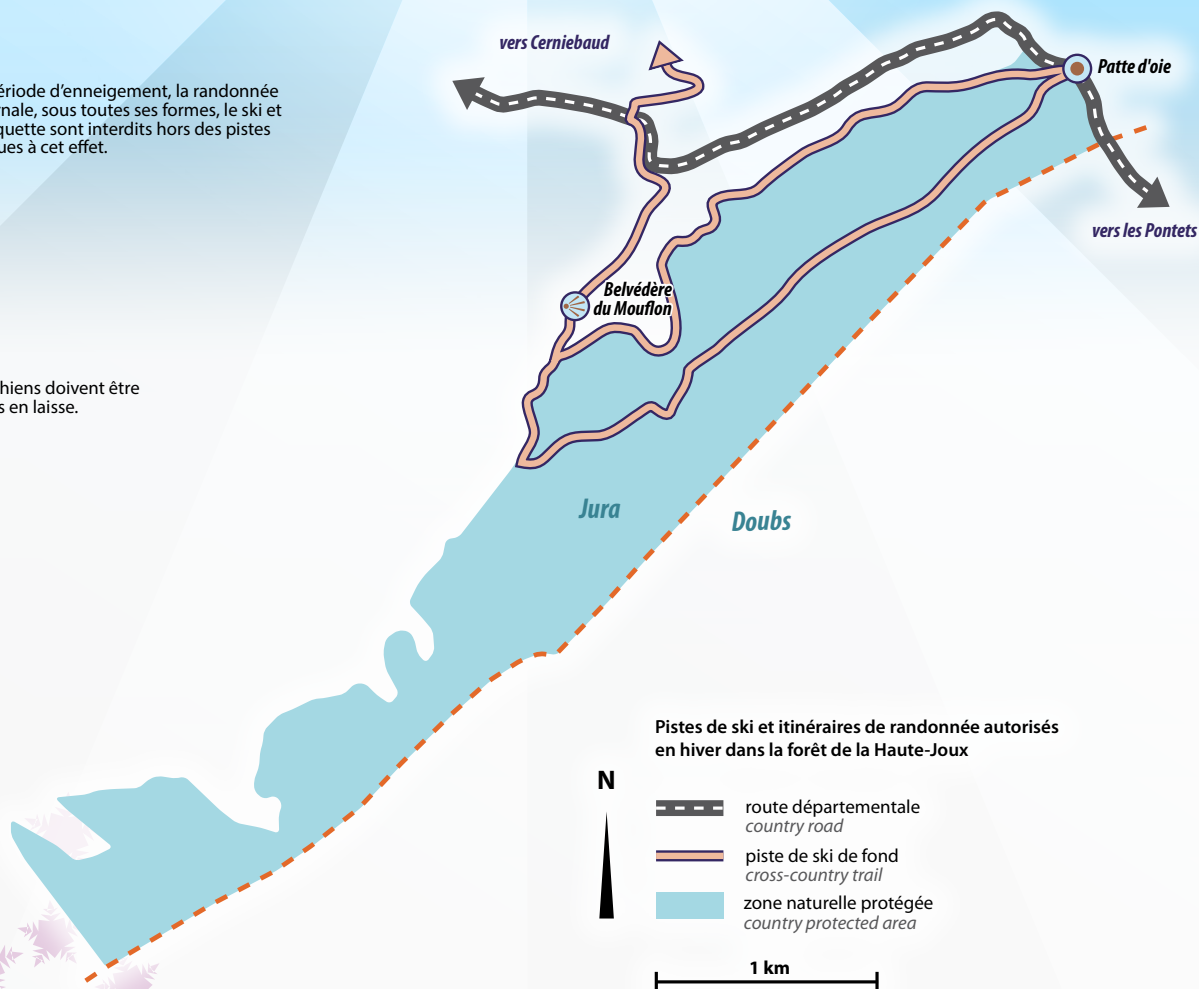 vers Cerniebaud
Patte d'oie
ériode d'enneigement, la randonnée
nale, sous toutes ses formes, le ski et
quette sont interdits hors des pistes
ues à cet effet.
vers les Pontets
Belvédère
du Mouflon
hiens doivent être
s en laisse.
Jura
Doubs
Pistes de ski et itinéraires de randonnée autorisés
en hiver dans la forêt de la Haute-Joux
N
route départementale
country road
piste de ski de fond
cross-country trail
zone naturelle protégée
country protected area
1 km